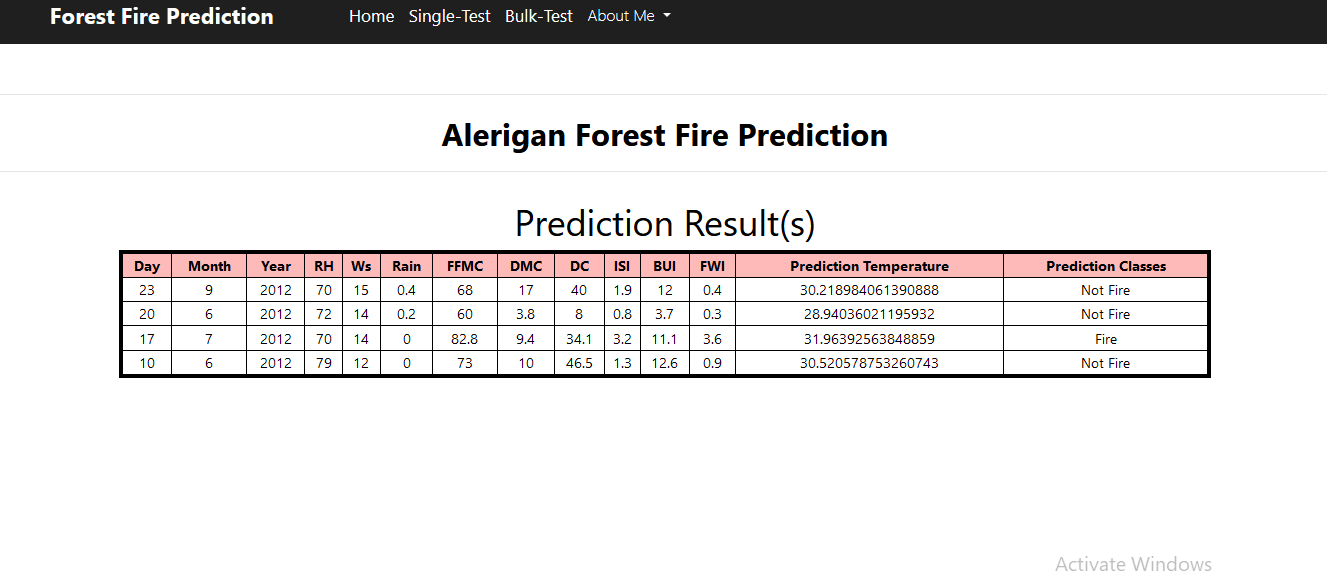 Forest Fire Prediction Home Single-Test Bulk-Test About Me
Alerigan Forest Fire Prediction
Prediction Result(s)
Day Month Year RH Ws Rain FFMC DMC DC ISI BUI FWI Prediction Temperature Prediction Classes
23 9 2012 70 15 0.4 68 17 40 1.9 12 0.4 30.218984061390888 Not Fire
20 6 2012 72 14 0.2 60 3.8 8 0.8 3.7 0.3 28.94036021195932 Not Fire
17 7 2012 70 14 0 82.8 9.4 34.1 3.2 11.1 3.6 31.96392563848859 Fire
10 6 2012 79 12 0 73 10 46.5 1.3 12.6 0.9 30.520578753260743 Not Fire
Activate Windows